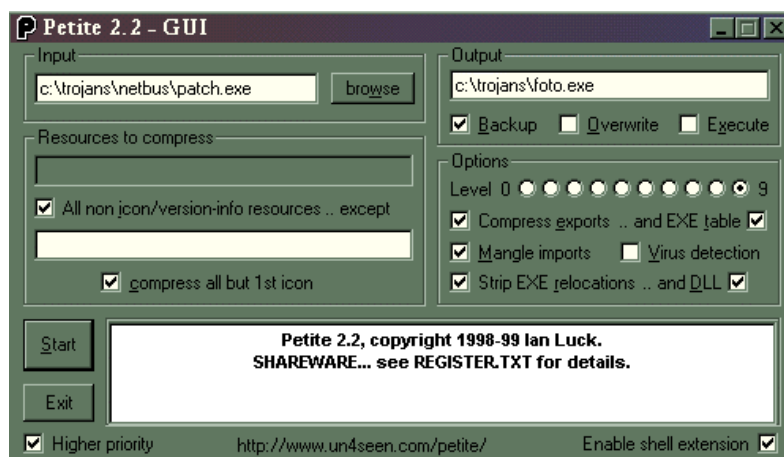 Petite 2.2 - GUI
Input
c:\trojans\netbus\patch.exe
browse
Output
c:\trojans\foto.exe
Backup Overwrite Execute
Resources to compress
All non icon/version-info resources .. except
compress all but 1st icon
Options
Level 0 9
Compress exports .. and EXE table
Mangle imports Virus detection
Strip EXE relocations .. and DLL
Start
Petite 2.2, copyright 1998-99 Ian Luck.
SHAREWARE... see REGISTER.TXT for details.
Exit
Higher priority
http://www.un4seen.com/petite/
Enable shell extension